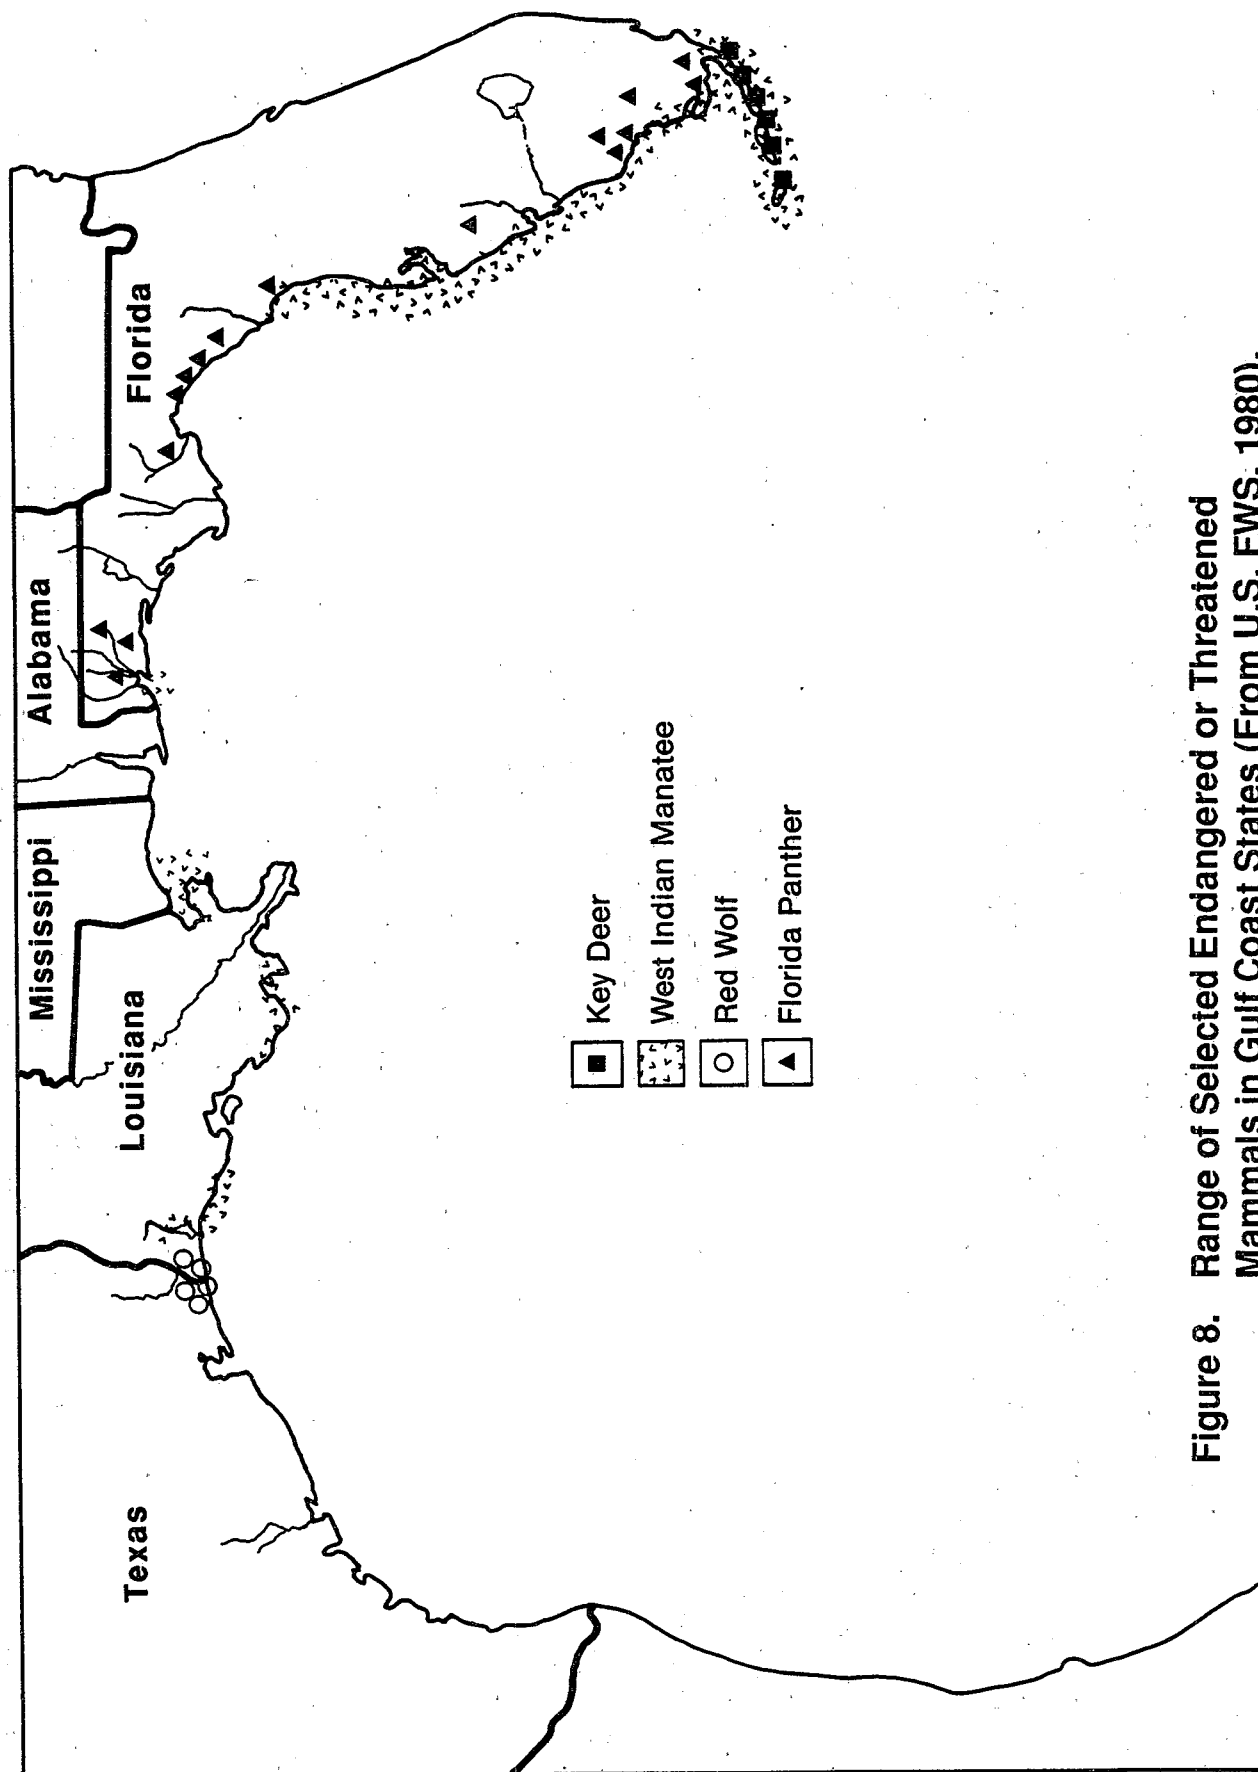 Texas
Louisiana
Mississippi
Alabama
Florida
Key Deer
West Indian Manatee
Red Wolf
Florida Panther
Figure 8. Range of Selected Endangered or Threatened
Mammals in Gulf Coast States (From U.S. FWS, 1980).